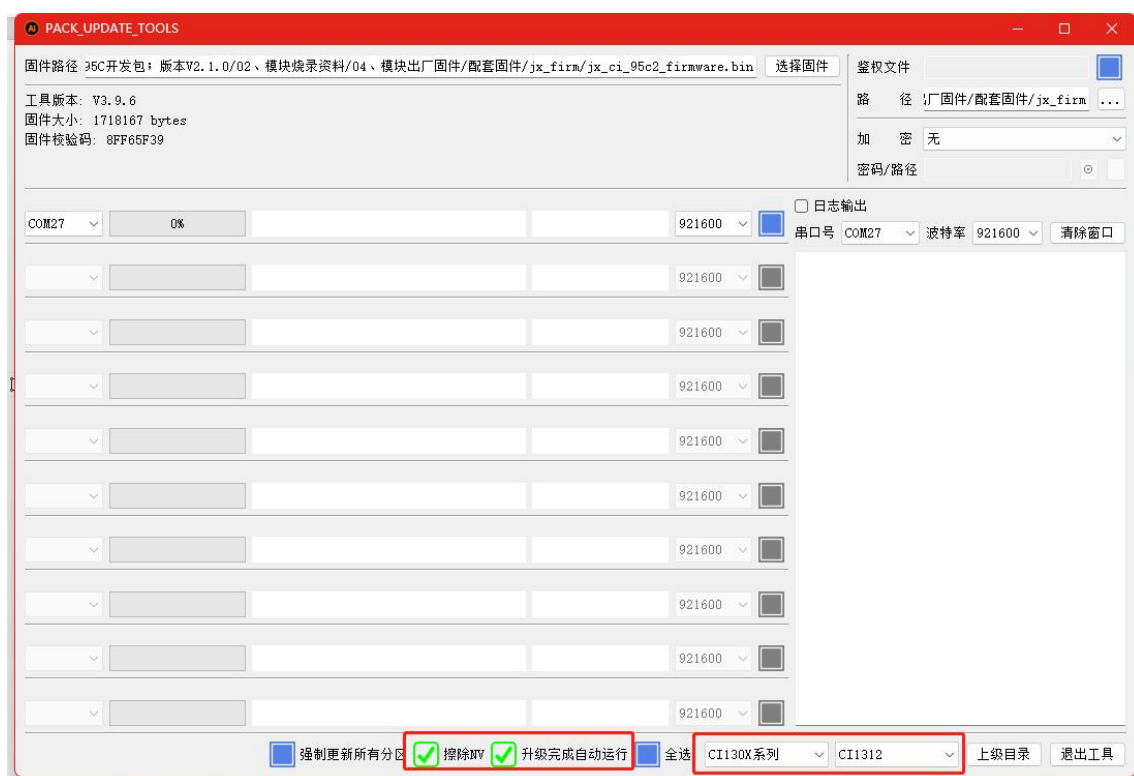 PACK_UPDATE_TOOLS
固件路径 95C开发包；版本V2.1.0/02、模块烧录资料/04、模块出厂固件/配套固件/jx_firm/jx_ci_95c2_firmware.bin 选择固件
鉴权文件
工具版本: V3.9.6
固件大小: 1718167 bytes
固件校验码: 8FF65F39
路 径 厂固件/配套固件/jx_firm ...
加 密 无
密码/路径
COM27 0% 921600
日志输出
串口号 COM27 波特率 921600 清除窗口
921600
921600
921600
921600
921600
921600
921600
921600
921600
强制更新所有分区 擦除NV 升级完成自动运行 全选 CI130X系列 CI1312 上级目录 退出工具